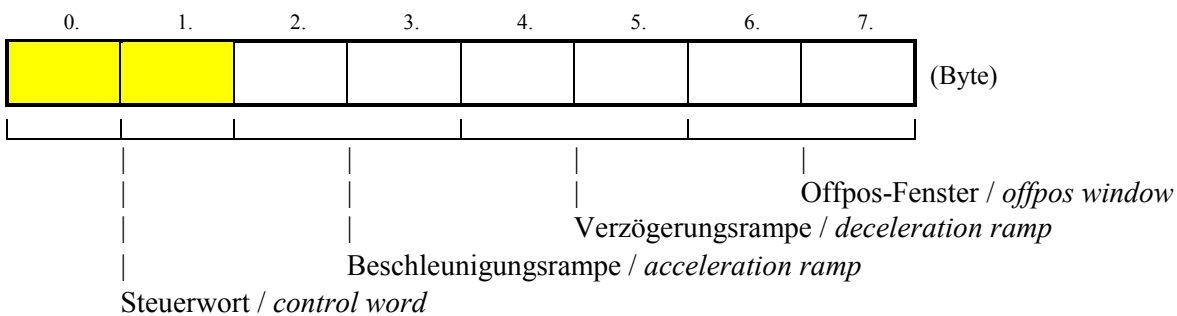 0. 1. 2. 3. 4. 5. 6. 7.
(Byte)
Offpos-Fenster / offpos window
Verzögerungsrampe / deceleration ramp
Beschleunigungsrampe / acceleration ramp
Steuerwort / control word